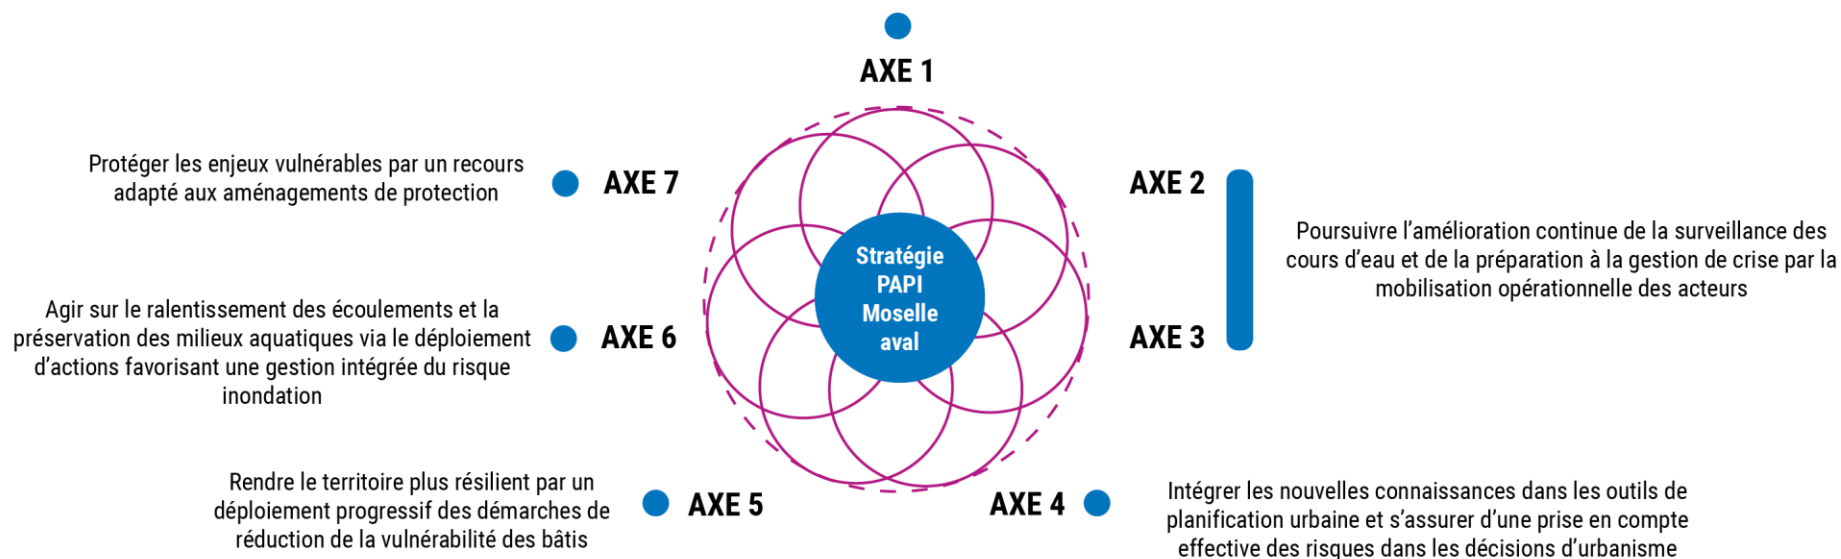 AXE 1
Protéger les enjeux vulnérables par un recours
adapté aux aménagements de protection
AXE 7
AXE 2
Poursuivre l’amélioration continue de la surveillance des
cours d’eau et de la préparation à la gestion de crise par la
mobilisation opérationnelle des acteurs
Stratégie
PAPI
Moselle
aval
Agir sur le ralentissement des écoulements et la
préservation des milieux aquatiques via le déploiement
d’actions favorisant une gestion intégrée du risque
inondation
AXE 6
AXE 3
Rendre le territoire plus résilient par un
déploiement progressif des démarches de
réduction de la vulnérabilité des bâtis
AXE 5
AXE 4
Intégrer les nouvelles connaissances dans les outils de
planification urbaine et s’assurer d’une prise en compte
effective des risques dans les décisions d’urbanisme